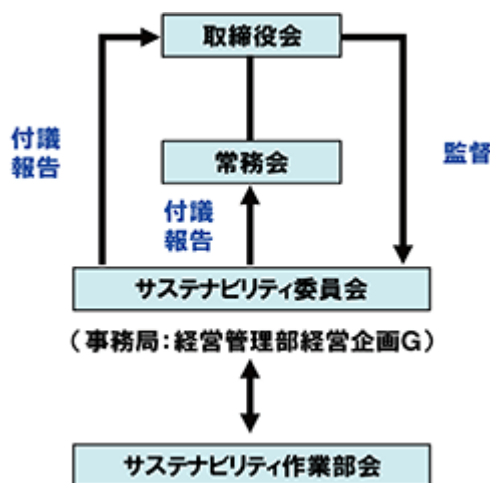 取締役会
付議
報告
監督
常務会
付議
報告
サステナビリティ委員会
（事務局：経営管理部経営企画G）
サステナビリティ作業部会